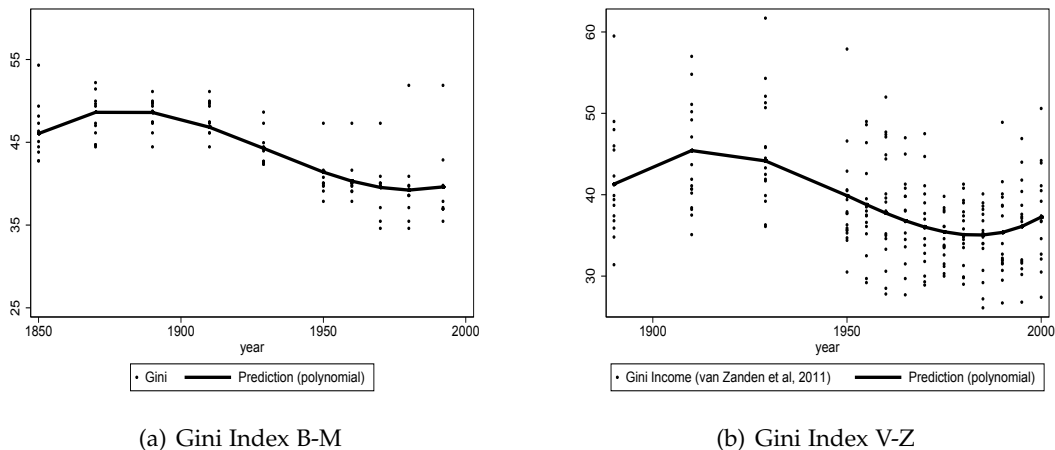 55
45
35
25
1850
1900
1950
2000
year
Gini
Prediction (polynomial)
(a) Gini Index B-M
60
50
40
30
1900
1950
2000
year
Gini Income (van Zanden et al, 2011)
Prediction (polynomial)
(b) Gini Index V-Z